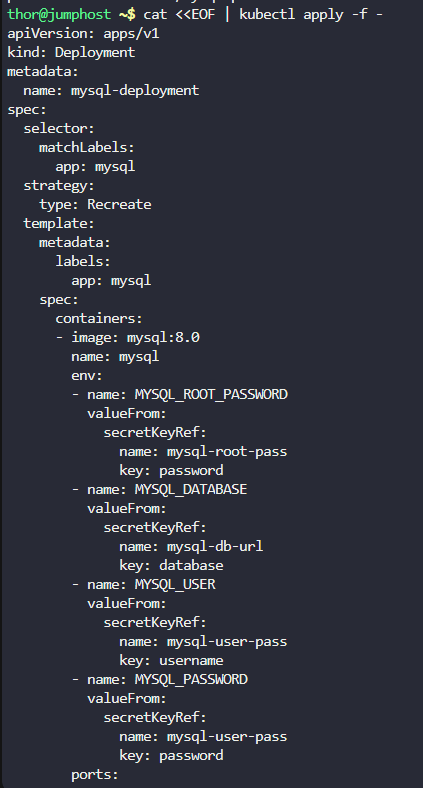 thor@jumphost ~$ cat <<EOF | kubectl apply -f -
apiVersion: apps/v1
kind: Deployment
metadata:
  name: mysql-deployment
spec:
  selector:
    matchLabels:
      app: mysql
  strategy:
    type: Recreate
  template:
    metadata:
      labels:
        app: mysql
    spec:
      containers:
      - image: mysql:8.0
        name: mysql
        env:
        - name: MYSQL_ROOT_PASSWORD
          valueFrom:
            secretKeyRef:
              name: mysql-root-pass
              key: password
        - name: MYSQL_DATABASE
          valueFrom:
            secretKeyRef:
              name: mysql-db-url
              key: database
        - name: MYSQL_USER
          valueFrom:
            secretKeyRef:
              name: mysql-user-pass
              key: username
        - name: MYSQL_PASSWORD
          valueFrom:
            secretKeyRef:
              name: mysql-user-pass
              key: password
        ports: